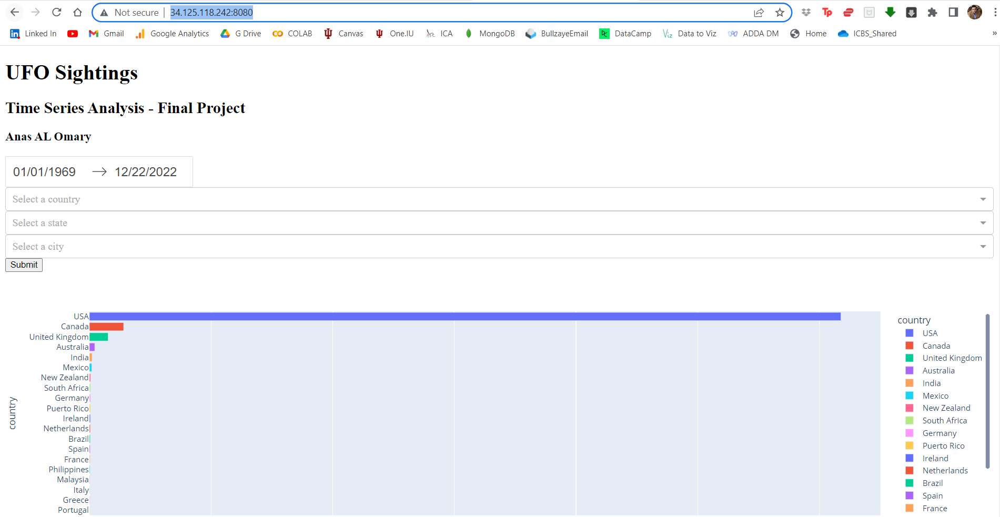 Not secure | 34.125.118.242:8080
Linked In Gmail Google Analytics G Drive COLAB Canvas One.IU ICA MongoDB BullzayeEmail DataCamp Data to Viz ADDA DM Home ICBS_Shared »
UFO Sightings
Time Series Analysis - Final Project
Anas AL Omary
01/01/1969 → 12/22/2022
Select a country
Select a state
Select a city
Submit
country
USA
Canada
United Kingdom
Australia
India
Mexico
New Zealand
South Africa
Germany
Puerto Rico
Ireland
Netherlands
Brazil
Spain
France
Philippines
Malaysia
Italy
Greece
Portugal
country
USA
Canada
United Kingdom
Australia
India
Mexico
New Zealand
South Africa
Germany
Puerto Rico
Ireland
Netherlands
Brazil
Spain
France